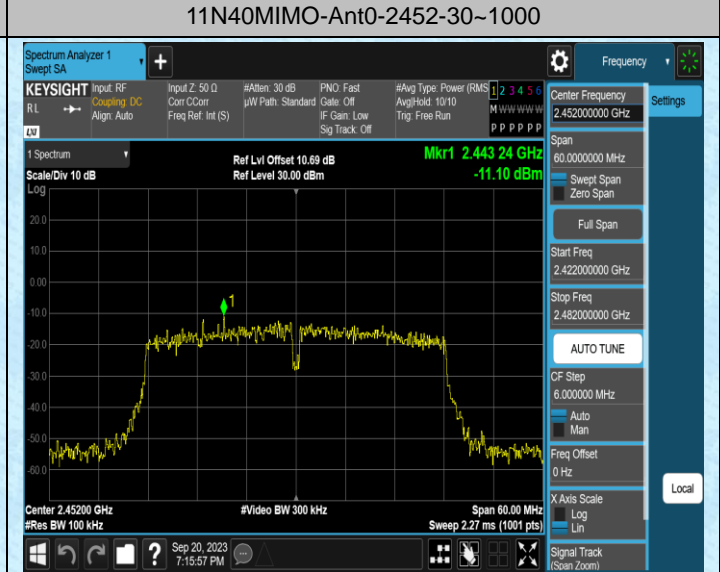 11N40MIMO-Ant0-2452-30~1000
Spectrum Analyzer 1
Swept SA
Frequency
KEYSIGHT
RL
LXI
Input: RF
Coupling: DC
Align: Auto
Input Z: 50 Ω
Corr CCorr
Freq Ref: Int (S)
#Atten: 30 dB
µW Path: Standard
PNO: Fast
Gate: Off
IF Gain: Low
Sig Track: Off
#Avg Type: Power (RMS
Avg|Hold: 10/10
Trig: Free Run
1 2 3 4 5 6
M W W W W W
P P P P P P
1 Spectrum
Scale/Div 10 dB
Log
Ref Lvl Offset 10.69 dB
Ref Level 30.00 dBm
Mkr1 2.443 24 GHz
-11.10 dBm
20.0
10.0
0.00
-10.0
-20.0
-30.0
-40.0
-50.0
-60.0
1
Center 2.45200 GHz
#Res BW 100 kHz
#Video BW 300 kHz
Span 60.00 MHz
Sweep 2.27 ms (1001 pts)
Center Frequency
2.452000000 GHz
Settings
Span
60.0000000 MHz
Swept Span
Zero Span
Full Span
Start Freq
2.422000000 GHz
Stop Freq
2.482000000 GHz
AUTO TUNE
CF Step
6.000000 MHz
Auto
Man
Freq Offset
0 Hz
X Axis Scale
Log
Lin
Local
Signal Track
(Span Zoom)
?
Sep 20, 2023
7:15:57 PM